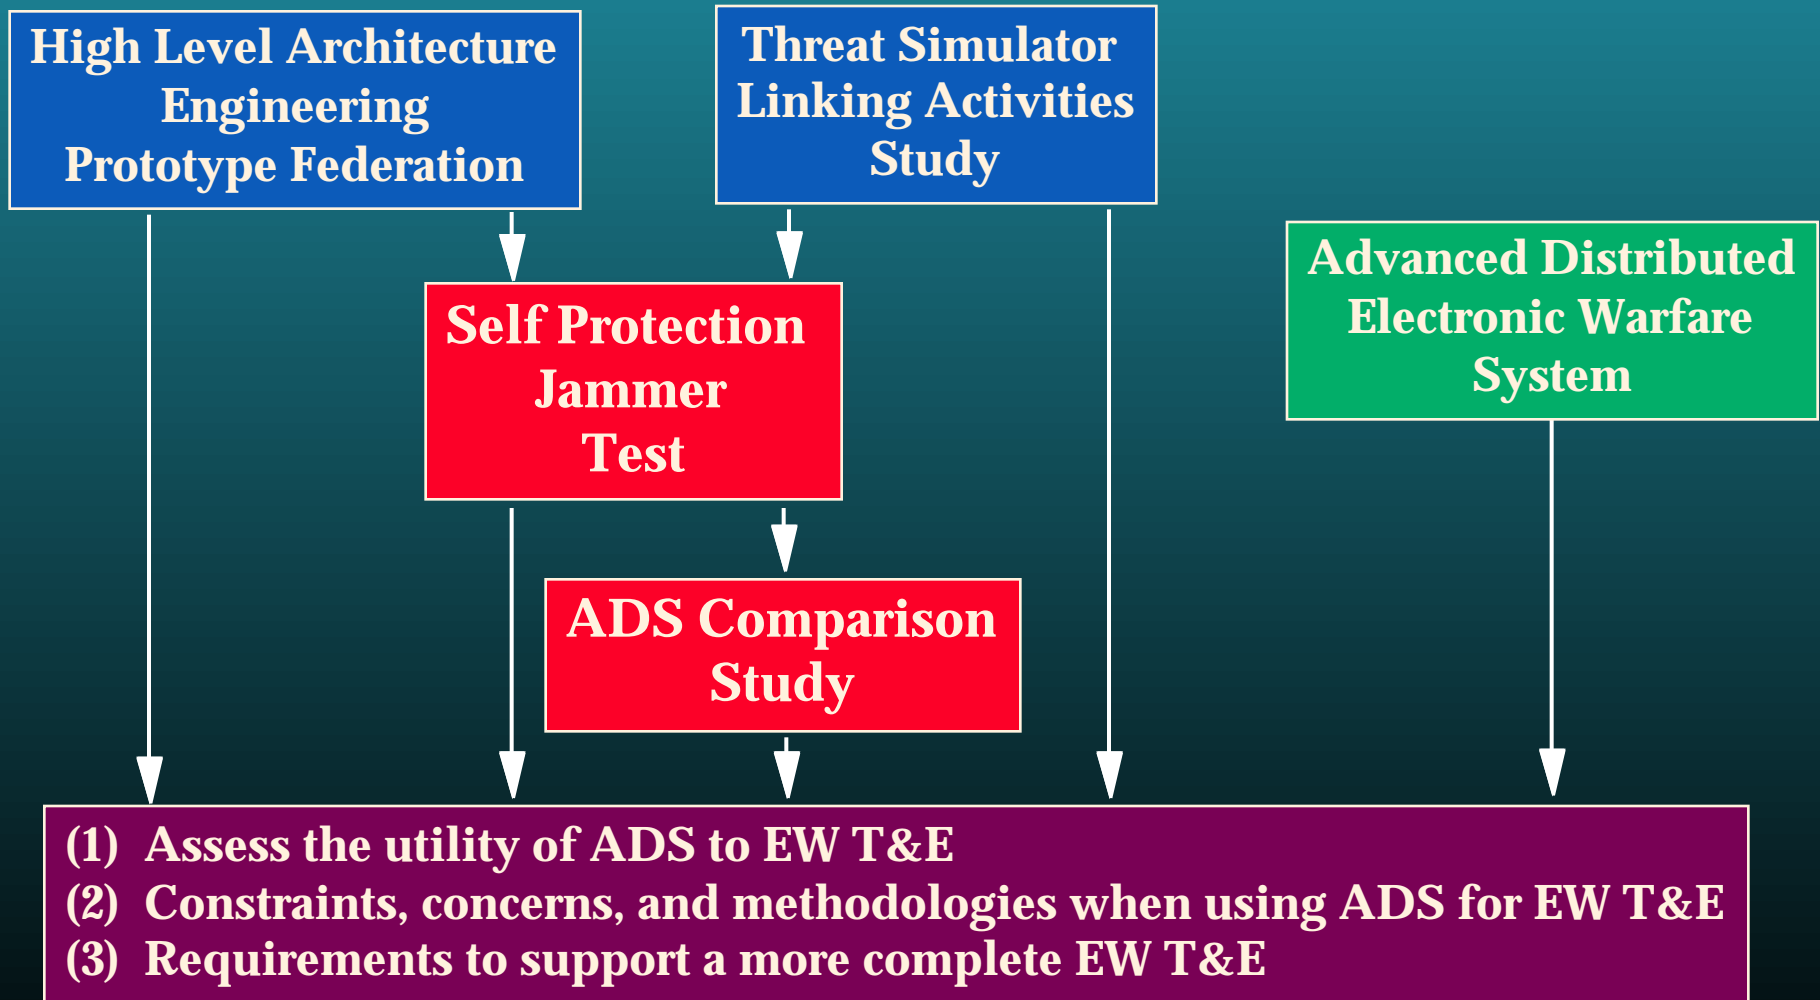 High Level Architecture
Engineering
Prototype Federation
Threat Simulator
Linking Activities
Study
Advanced Distributed
Electronic Warfare
System
Self Protection
Jammer
Test
ADS Comparison
Study
(1) Assess the utility of ADS to EW T&E
(2) Constraints, concerns, and methodologies when using ADS for EW T&E
(3) Requirements to support a more complete EW T&E